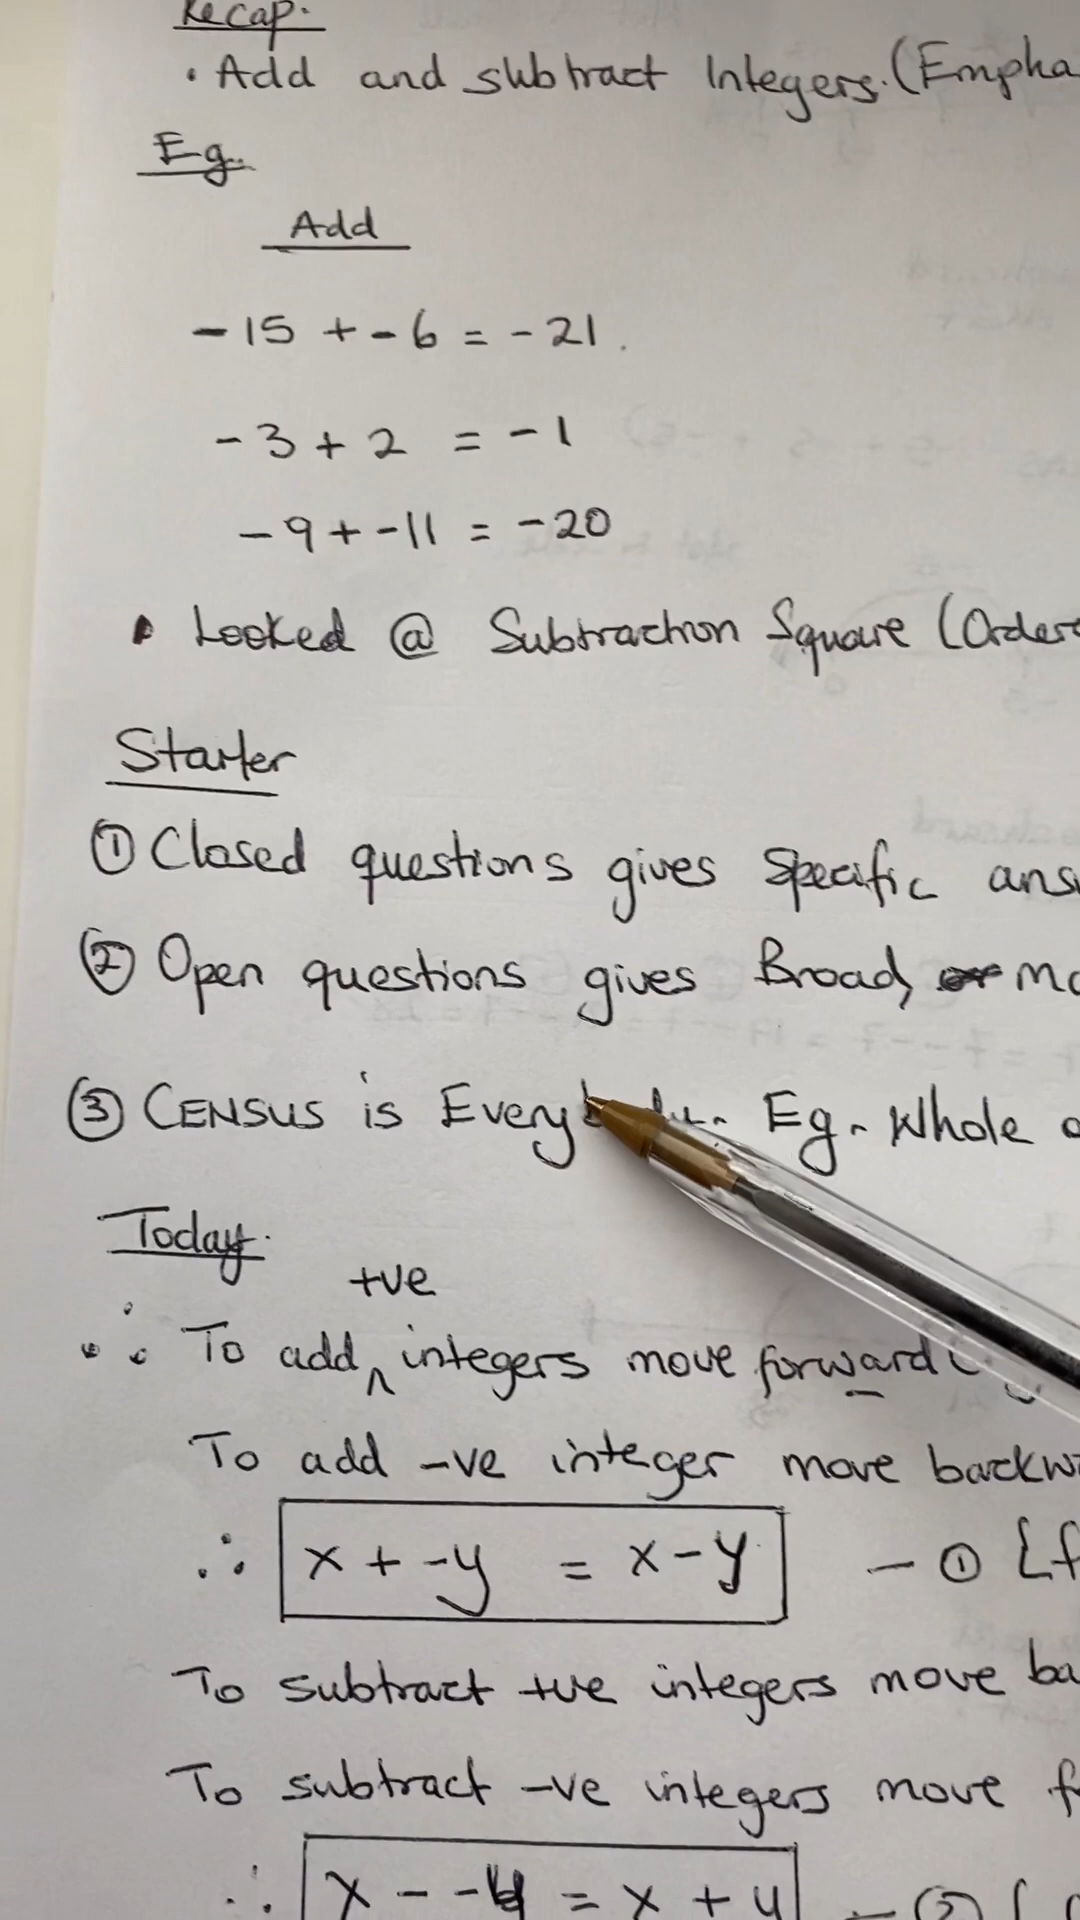 Recap.
· Add and subtract Integers. (Empha
Eg.
Add
-15 + -6 = -21.
-3 + 2 = -1
-9 + -11 = -20
• Looked @ Subtraction Square (Order
Starter
① Closed questions gives specific ans
② Open questions gives Broad, mo
③ CENSUS is Every Eg. Whole
Today.
+ve
∴ To add ^ integers move forward
To add -ve integer move backw
∴ x + -y = x - y - ① {f
To subtract +ve integers move ba
To subtract -ve integers move f
∴ x - -y = x + y - ②